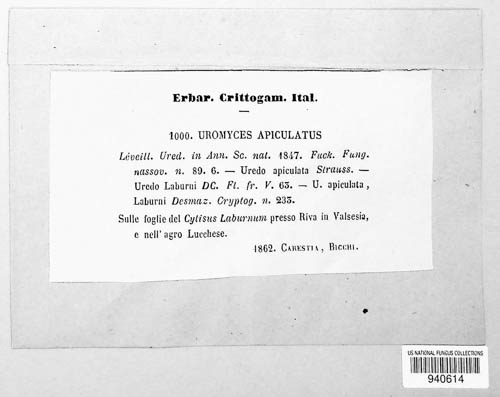 Erbar. Crittogam. Ital.
1000. UROMYCES APICULATUS
Léveill. Ured. in Ann. Sc. nat. 1847. Fuck. Fung.
nassov. n. 89. 6. — Uredo apiculata Strauss. —
Uredo Laburni DC. Fl. fr. V. 63. — U. apiculata,
Laburni Desmaz. Cryptog. n. 233.
Sulle foglie del Cytisus Laburnum presso Riva in Valsesia,
e nell' agro Lucchese.
1862. CARESTIA, BICCHI.
US NATIONAL FUNGUS COLLECTIONS
940614